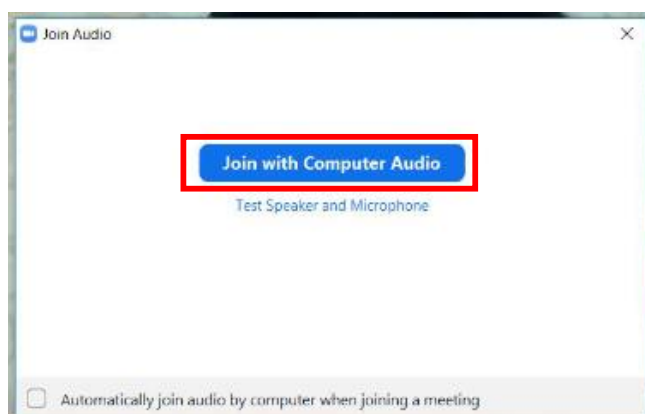 Join Audio
Join with Computer Audio
Test Speaker and Microphone
Automatically join audio by computer when joining a meeting